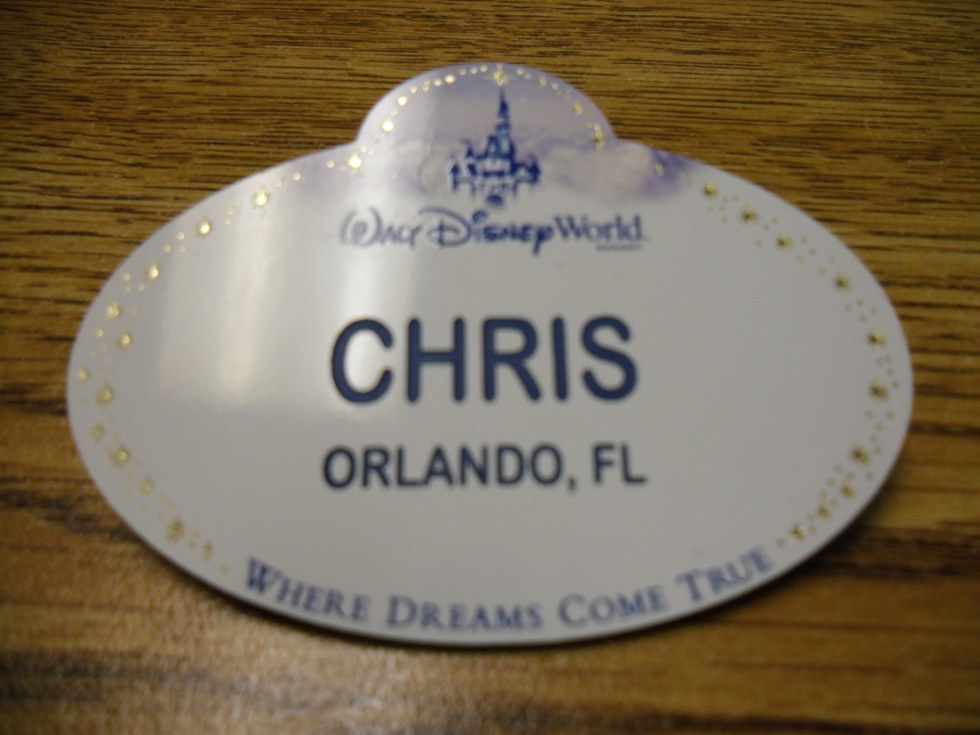 Walt Disney World
CHRIS
ORLANDO, FL
WHERE DREAMS COME TRUE